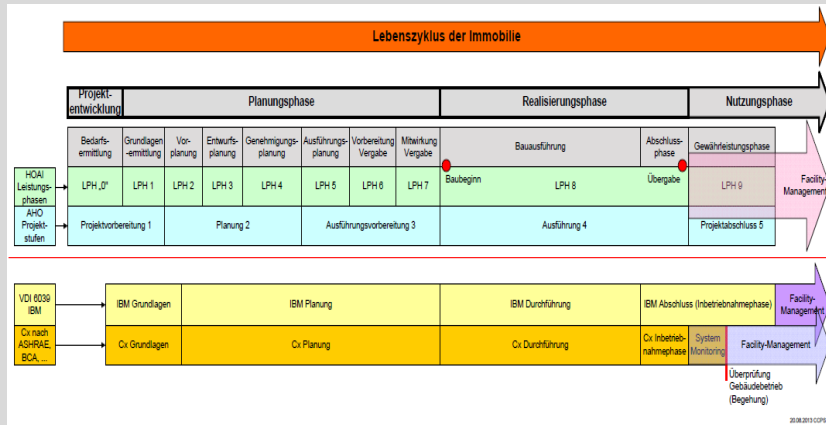 Lebenszyklus der Immobilie
Projekt-
entwicklung
Planungsphase
Realisierungsphase
Nutzungsphase
Bedarfs-
ermittlung
Grundlagen
-ermittlung
Vor-
planung
Entwurfs-
planung
Genehmigungs-
planung
Ausführungs-
planung
Vorbereitung
Vergabe
Mitwirkung
Vergabe
Bauausführung
Abschluss-
phase
Gewährleistungsphase
HOAI
Leistungs-
phasen
LPH „0"
LPH 1
LPH 2
LPH 3
LPH 4
LPH 5
LPH 6
LPH 7
Baubeginn
LPH 8
Übergabe
LPH 9
Facility-
Management
AHO
Projekt-
stufen
Projektvorbereitung 1
Planung 2
Ausführungsvorbereitung 3
Ausführung 4
Projektabschluss 5
VDI 6039
IBM
IBM Grundlagen
IBM Planung
IBM Durchführung
IBM Abschluss (Inbetriebnahmephase)
Facility-
Management
Cx nach
ASHRAE,
BCA, ...
Cx Grundlagen
Cx Planung
Cx Durchführung
Cx Inbetrieb-
nahmephase
System
Monitoring
Facility-Management
Überprüfung
Gebäudebetrieb
(Begehung)
20.08.2013 CCPS